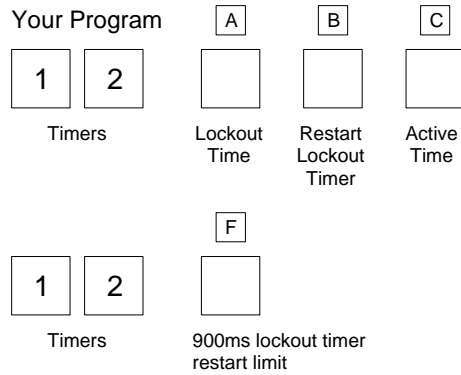 Your Program A B C
1 2
Timers Lockout Restart Active
Time Lockout Time
Timer
F
1 2
Timers 900ms lockout timer
restart limit